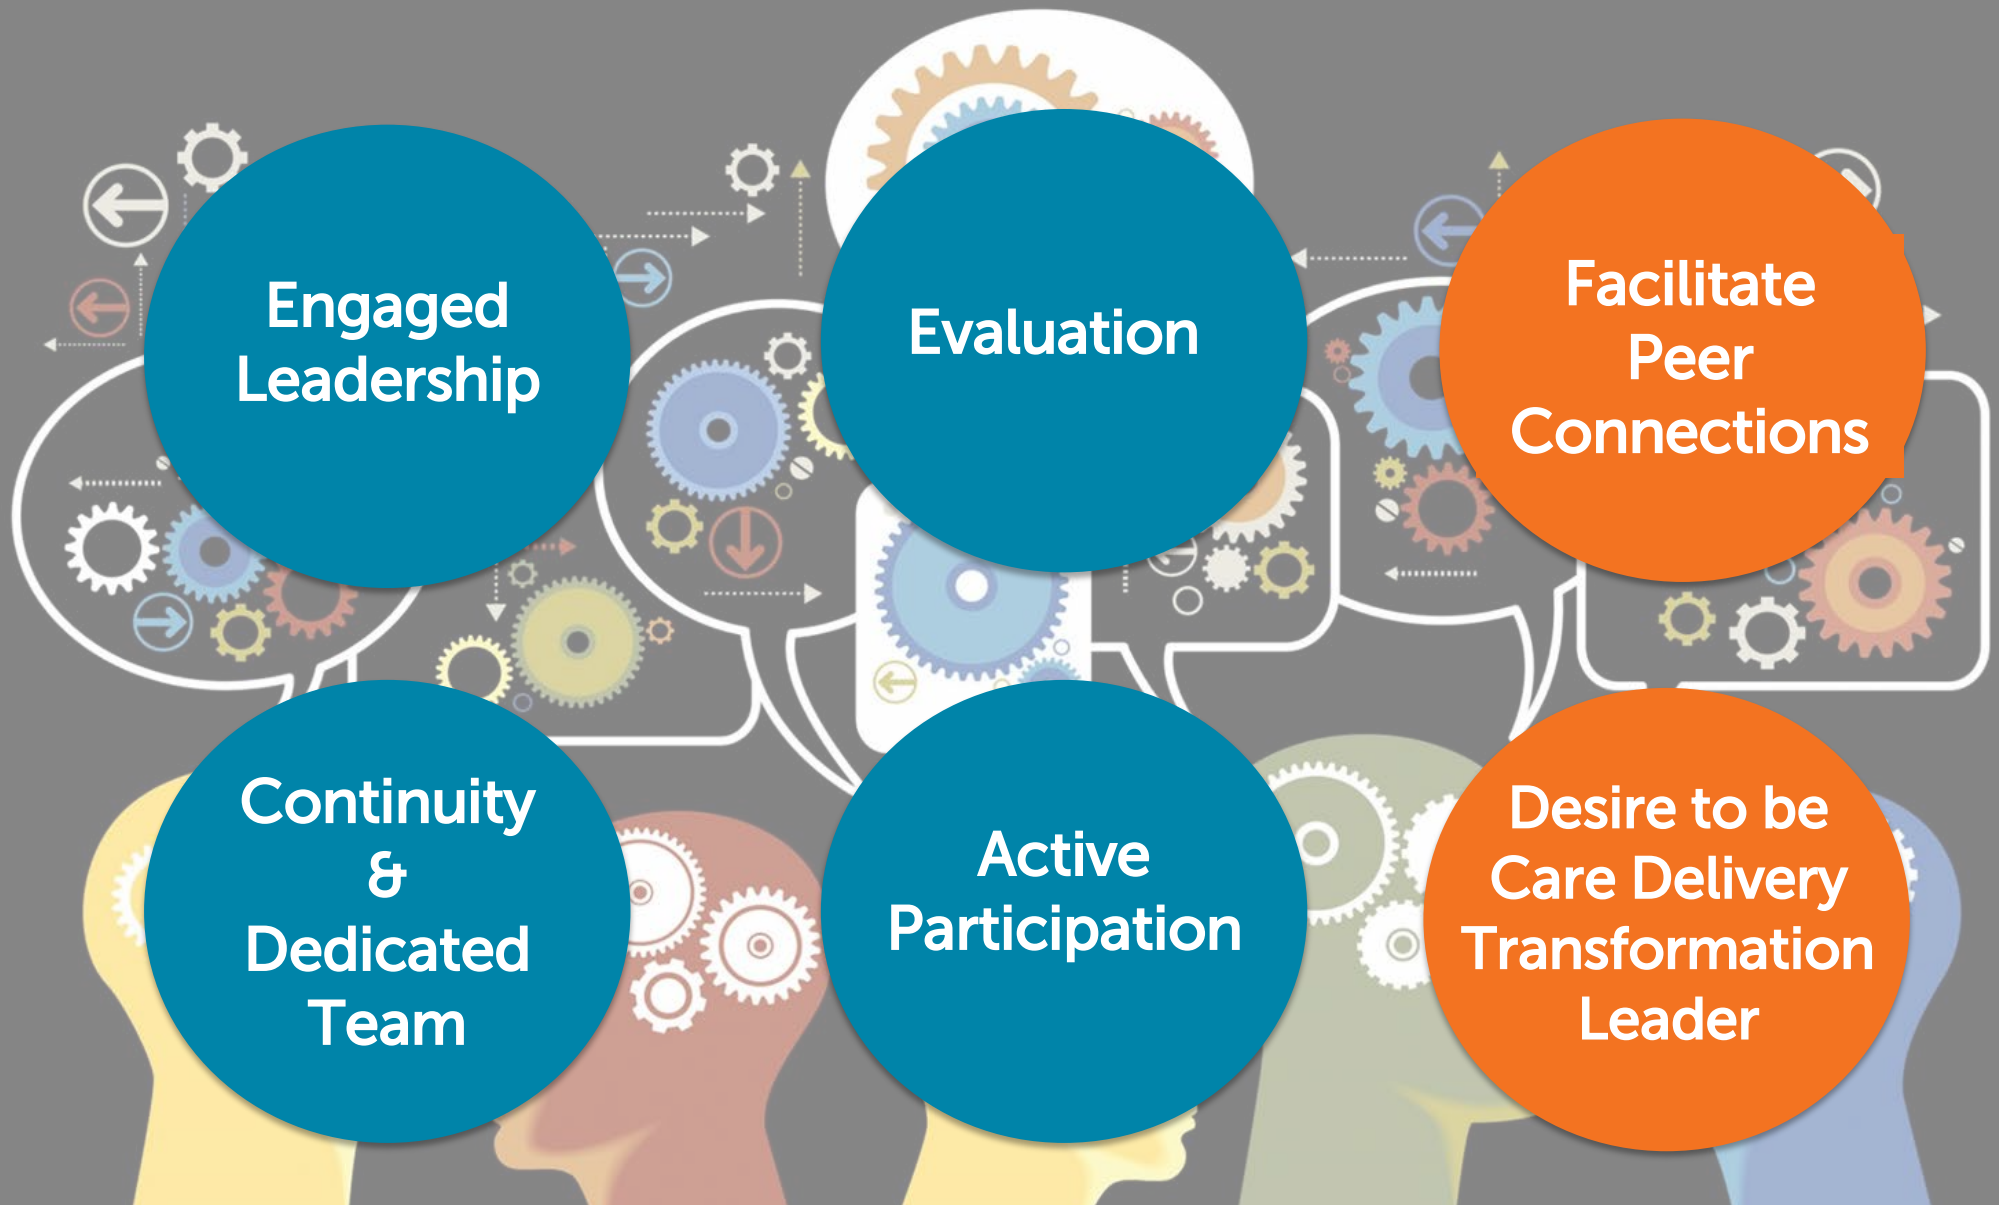 Engaged
Leadership
Evaluation
Facilitate
Peer
Connections
Continuity
&
Dedicated
Team
Active
Participation
Desire to be
Care Delivery
Transformation
Leader